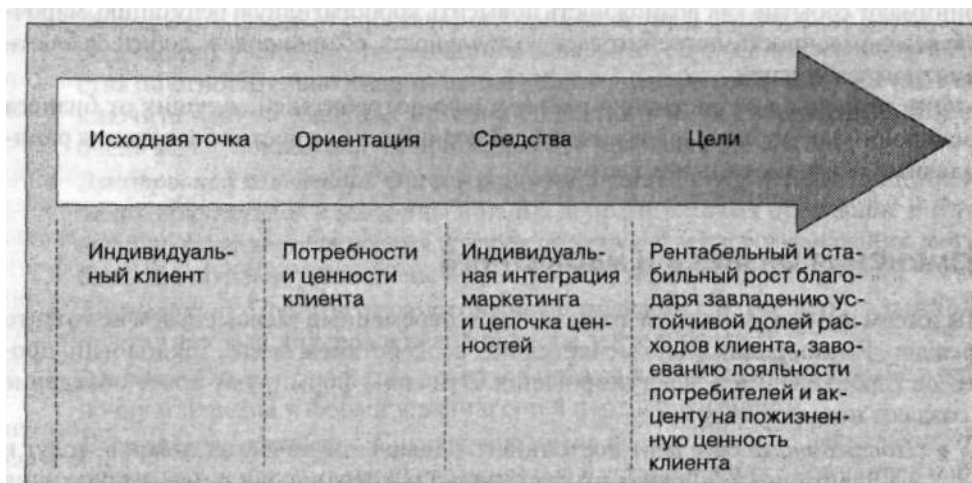 Исходная точка Ориентация Средства Цели
Индивидуаль-
ный клиент
Потребности
и ценности
клиента
Индивидуаль-
ная интеграция
маркетинга
и цепочка цен-
ностей
Рентабельный и ста-
бильный рост благо-
даря завладению ус-
тойчивой долей рас-
ходов клиента, заво-
еванию лояльности
потребителей и ак-
центу на пожизнен-
ную ценность
клиента